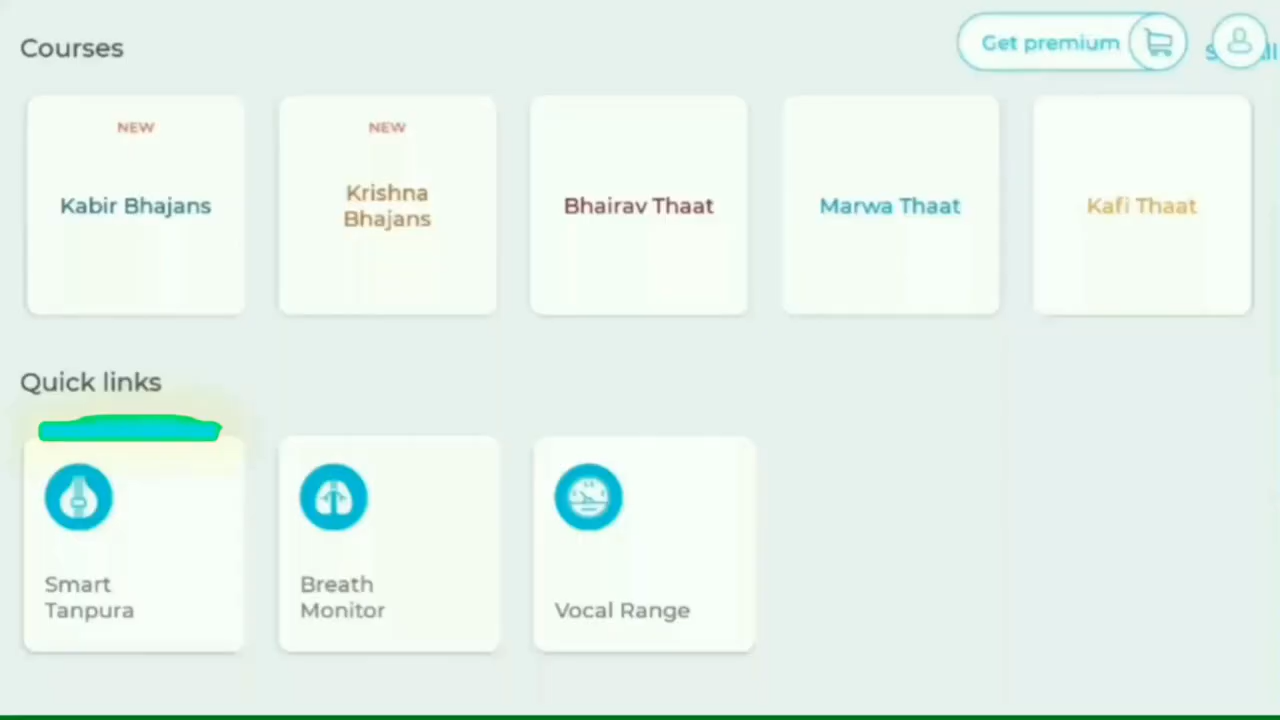 Courses
Get premium
NEW
Kabir Bhajans
NEW
Krishna
Bhajans
Bhairav Thaat
Marwa Thaat
Kafi Thaat
Quick links
Smart
Tanpura
Breath
Monitor
Vocal Range